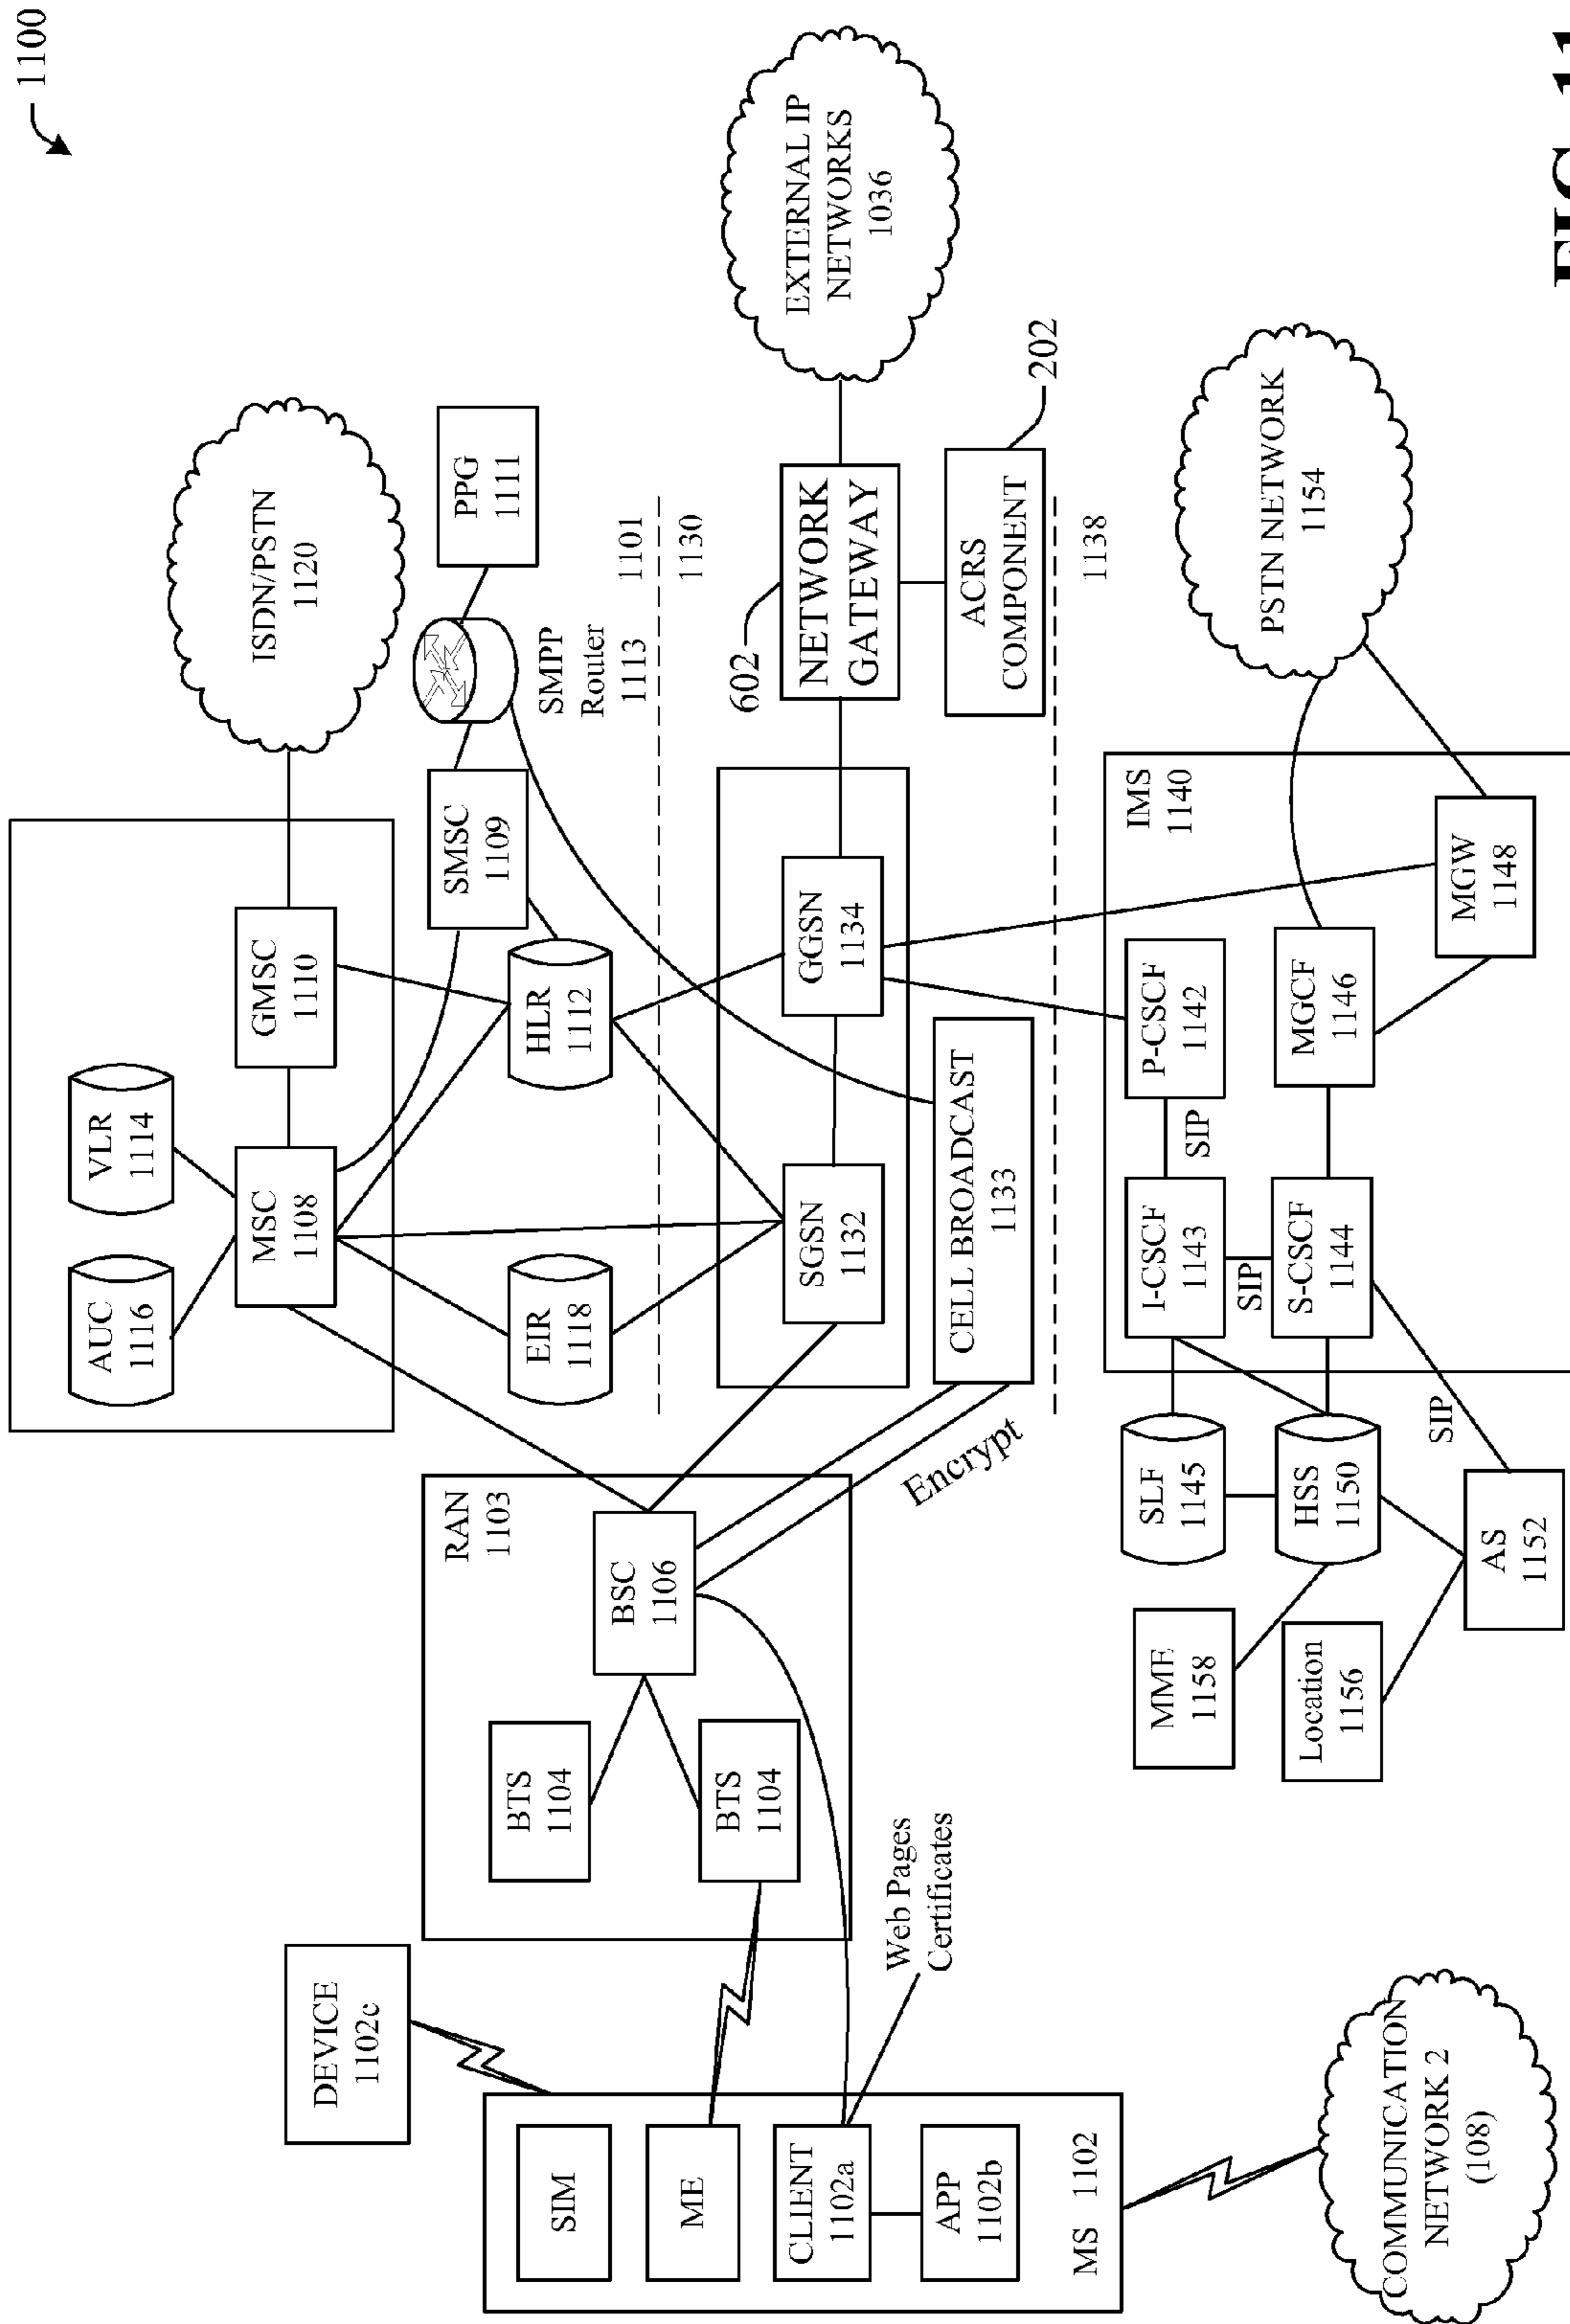 1100
DEVICE
1102c
SIM
ME
CLIENT
1102a
APP
1102b
MS 1102
COMMUNICATION
NETWORK 2
(108)
Web Pages
Certificates
RAN
1103
BTS
1104
BTS
1104
BSC
1106
Encrypt
AUC
1116
VLR
1114
MSC
1108
GMSC
1110
ISDN/PSTN
1120
SMSC
1109
PPG
1111
SMPP
Router
1113
EIR
1118
HLR
1112
1101
1130
SGSN
1132
GGSN
1134
602
NETWORK
GATEWAY
EXTERNAL IP
NETWORKS
1036
ACRS
COMPONENT
202
CELL BROADCAST
1133
1138
IMS
1140
I-CSCF
1143
SIP
P-CSCF
1142
SIP
S-CSCF
1144
MGCF
1146
MGW
1148
PSTN NETWORK
1154
SLF
1145
HSS
1150
SIP
AS
1152
MME
1158
Location
1156
FIG. 11